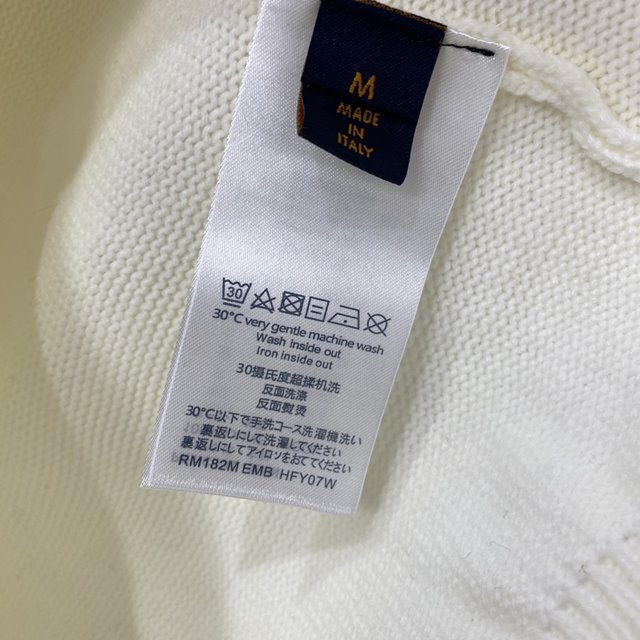 M
MADE
IN
ITALY
30
30°C very gentle machine wash
Wash inside out
Iron inside out
30摄氏度超揉机洗
反面洗涤
反面熨烫
30°C以下で手洗コース洗濯機洗い
裏返しにして洗濯してください
裏返しにしてアイロンをおてください
RM182M EMB HFY07W